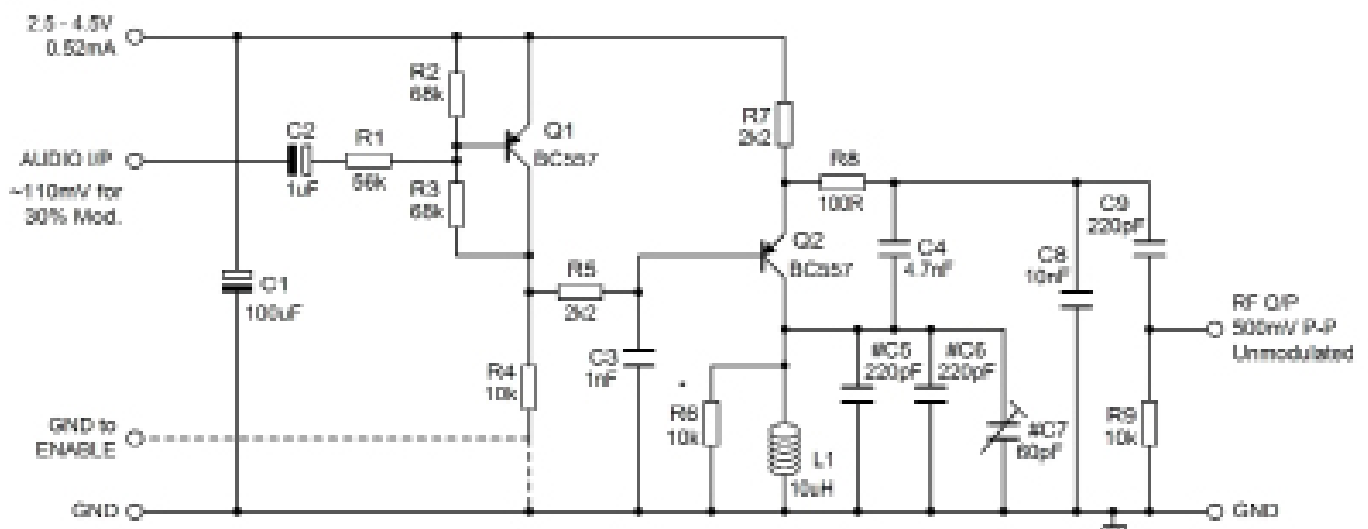 2.5 - 4.5V
0.52mA
R2
68k
R7
2k2
C2
1uF
R1
56k
Q1
BC557
AUDIO I/P
~110mV for
30% Mod.
R3
68k
R8
100R
C9
220pF
Q2
BC557
C4
4.7nF
C8
10nF
C1
100uF
R5
2k2
RF O/P
500mV P-P
Unmodulated
C3
1nF
#C5
220pF
#C6
220pF
R4
10k
R6
10k
L1
10uH
#C7
60pF
R9
10k
GND to
ENABLE
GND
GND